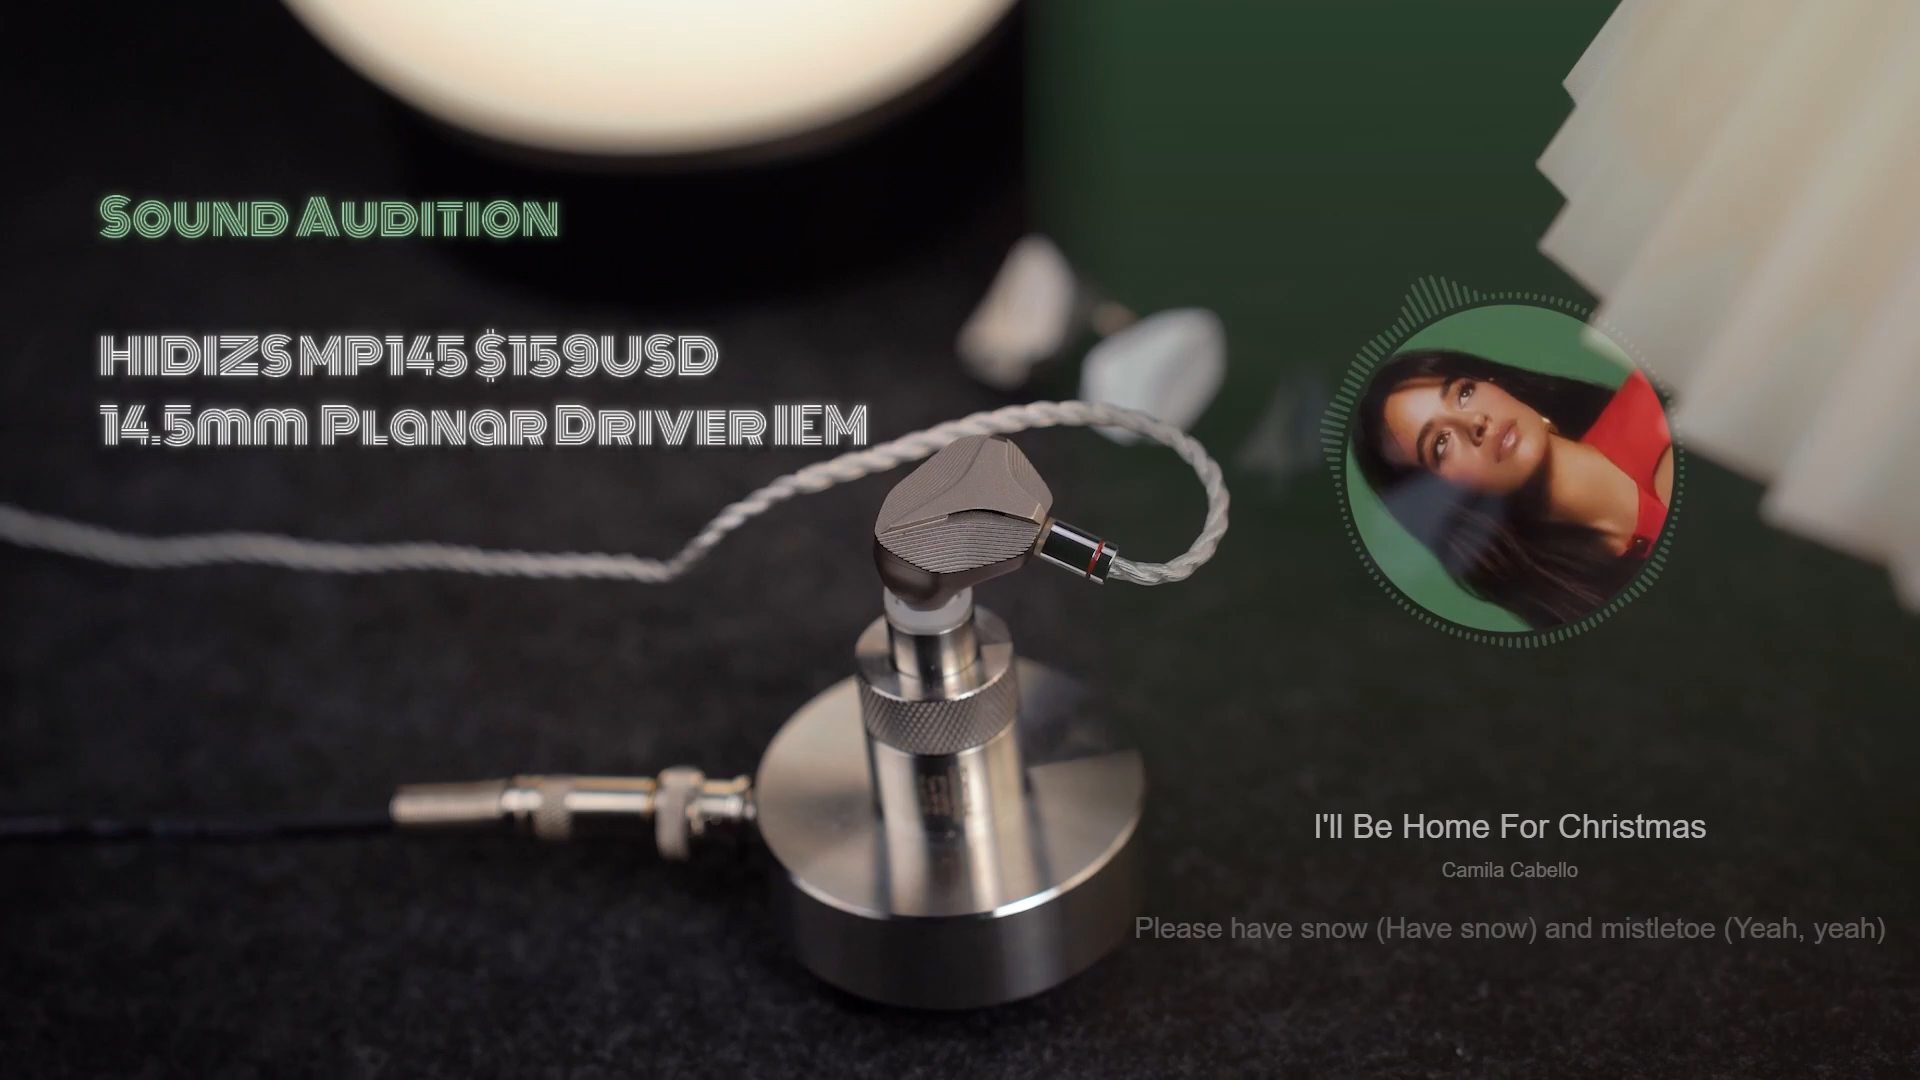 Sound Audition
HIDIZS MP145 $159USD
14.5mm Planar Driver IEM
I'll Be Home For Christmas
Camila Cabello
Please have snow (Have snow) and mistletoe (Yeah, yeah)